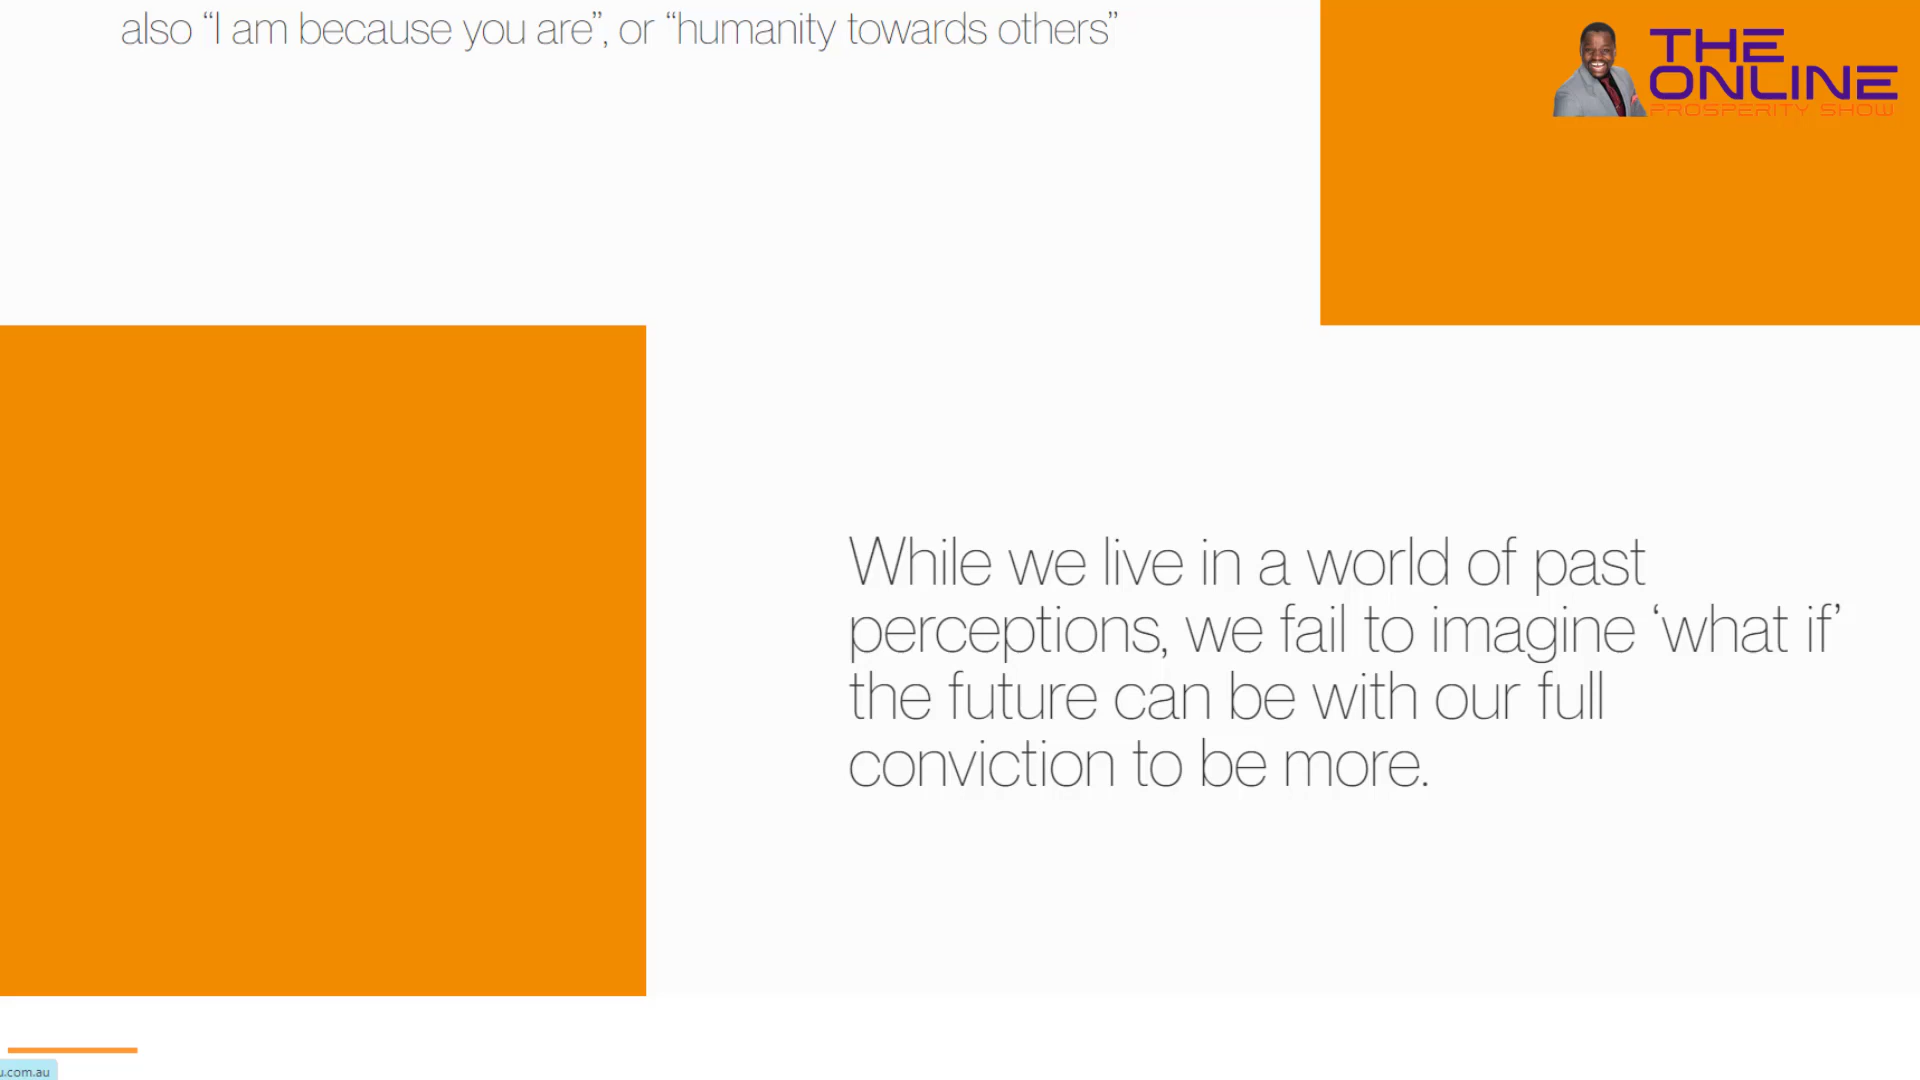 also “I am because you are”, or “humanity towards others”
THE
ONLINE
PROSPERITY SHOW
While we live in a world of past
perceptions, we fail to imagine ‘what if’
the future can be with our full
conviction to be more.
u.com.au